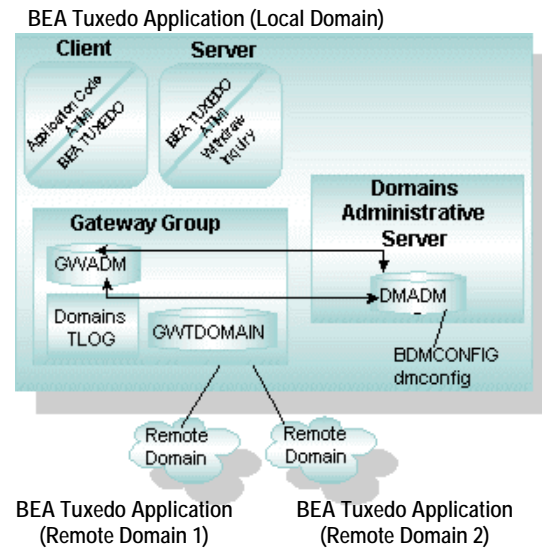 BEA Tuxedo Application (Local Domain)
Client
Server
Application Code
ATMI
BEA TUXEDO
BEA TUXEDO
ATMI
Withdraw
Inquiry
Gateway Group
GWADM
Domains
TLOG
GWTDOMAIN
Domains
Administrative
Server
DMADM
BDMCONFIG
dmconfig
Remote
Domain
Remote
Domain
BEA Tuxedo Application
(Remote Domain 1)
BEA Tuxedo Application
(Remote Domain 2)